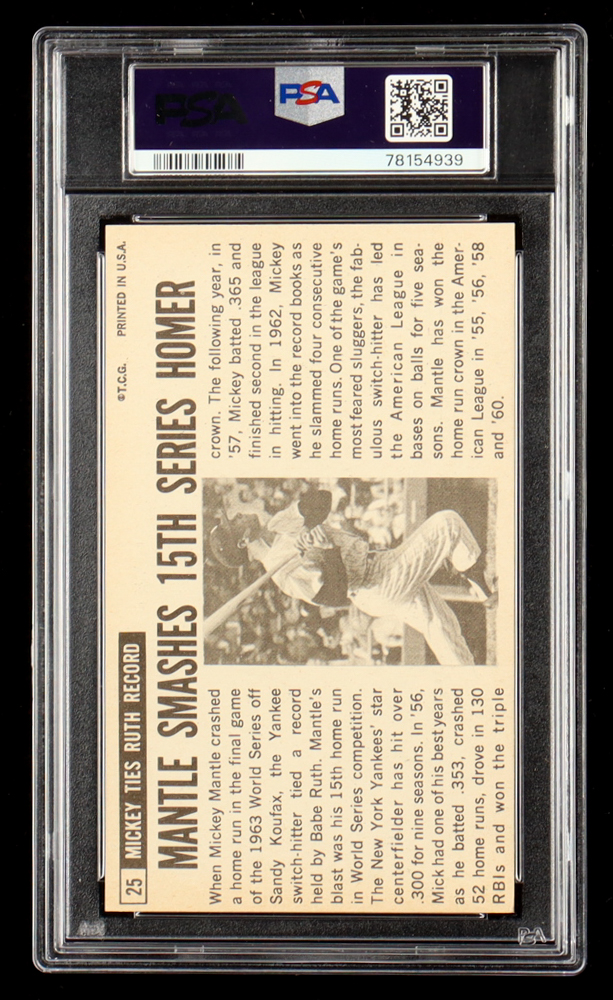 PSA
PSA
78154939
25 MICKEY TIES RUTH RECORD
©T.C.G. PRINTED IN U.S.A.
MANTLE SMASHES 15TH SERIES HOMER
When Mickey Mantle crashed
a home run in the final game
of the 1963 World Series off
Sandy Koufax, the Yankee
switch-hitter tied a record
held by Babe Ruth. Mantle's
blast was his 15th home run
in World Series competition.
The New York Yankees' star
centerfielder has hit over
.300 for nine seasons. In '56,
Mick had one of his best years
as he batted .353, crashed
52 home runs, drove in 130
RBIs and won the triple
crown. The following year, in
'57, Mickey batted .365 and
finished second in the league
in hitting. In 1962, Mickey
went into the record books as
he slammed four consecutive
home runs. One of the game's
most feared sluggers, the fab-
ulous switch-hitter has led
the American League in
bases on balls for five sea-
sons. Mantle has won the
home run crown in the Amer-
ican League in '55, '56, '58
and '60.
PSA